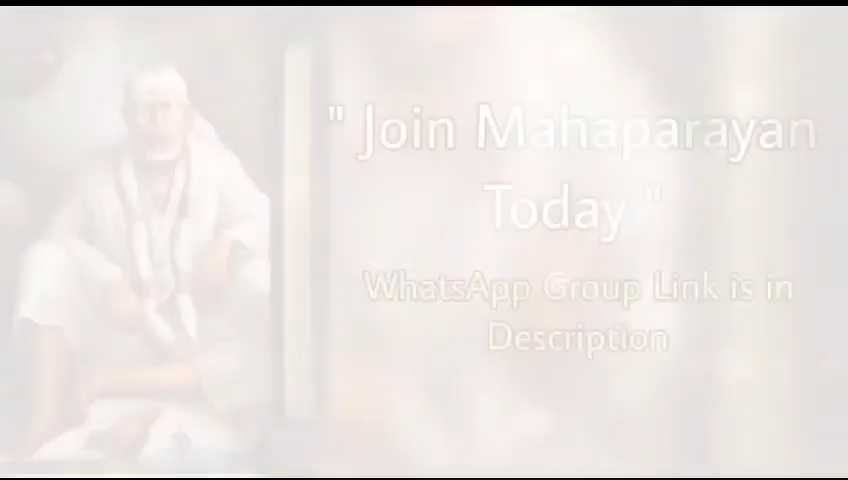 " Join Mahaparayan
Today "
WhatsApp Group Link is in
Description